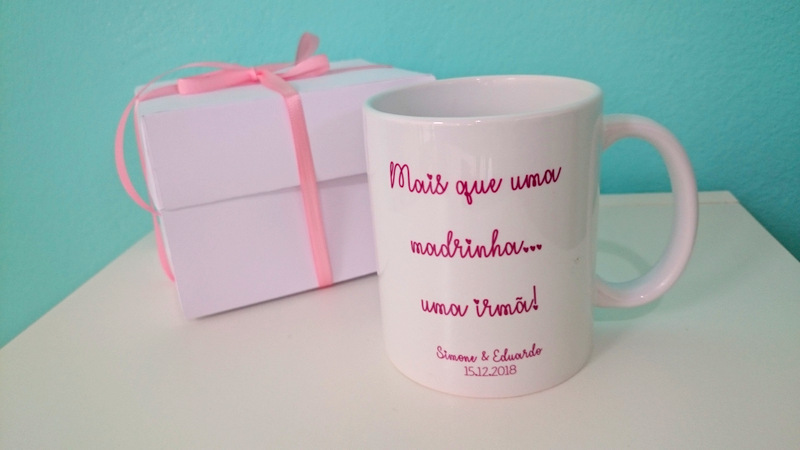 Mais que uma
madrinha...
uma irmã!
Simone & Eduardo
15.12.2018